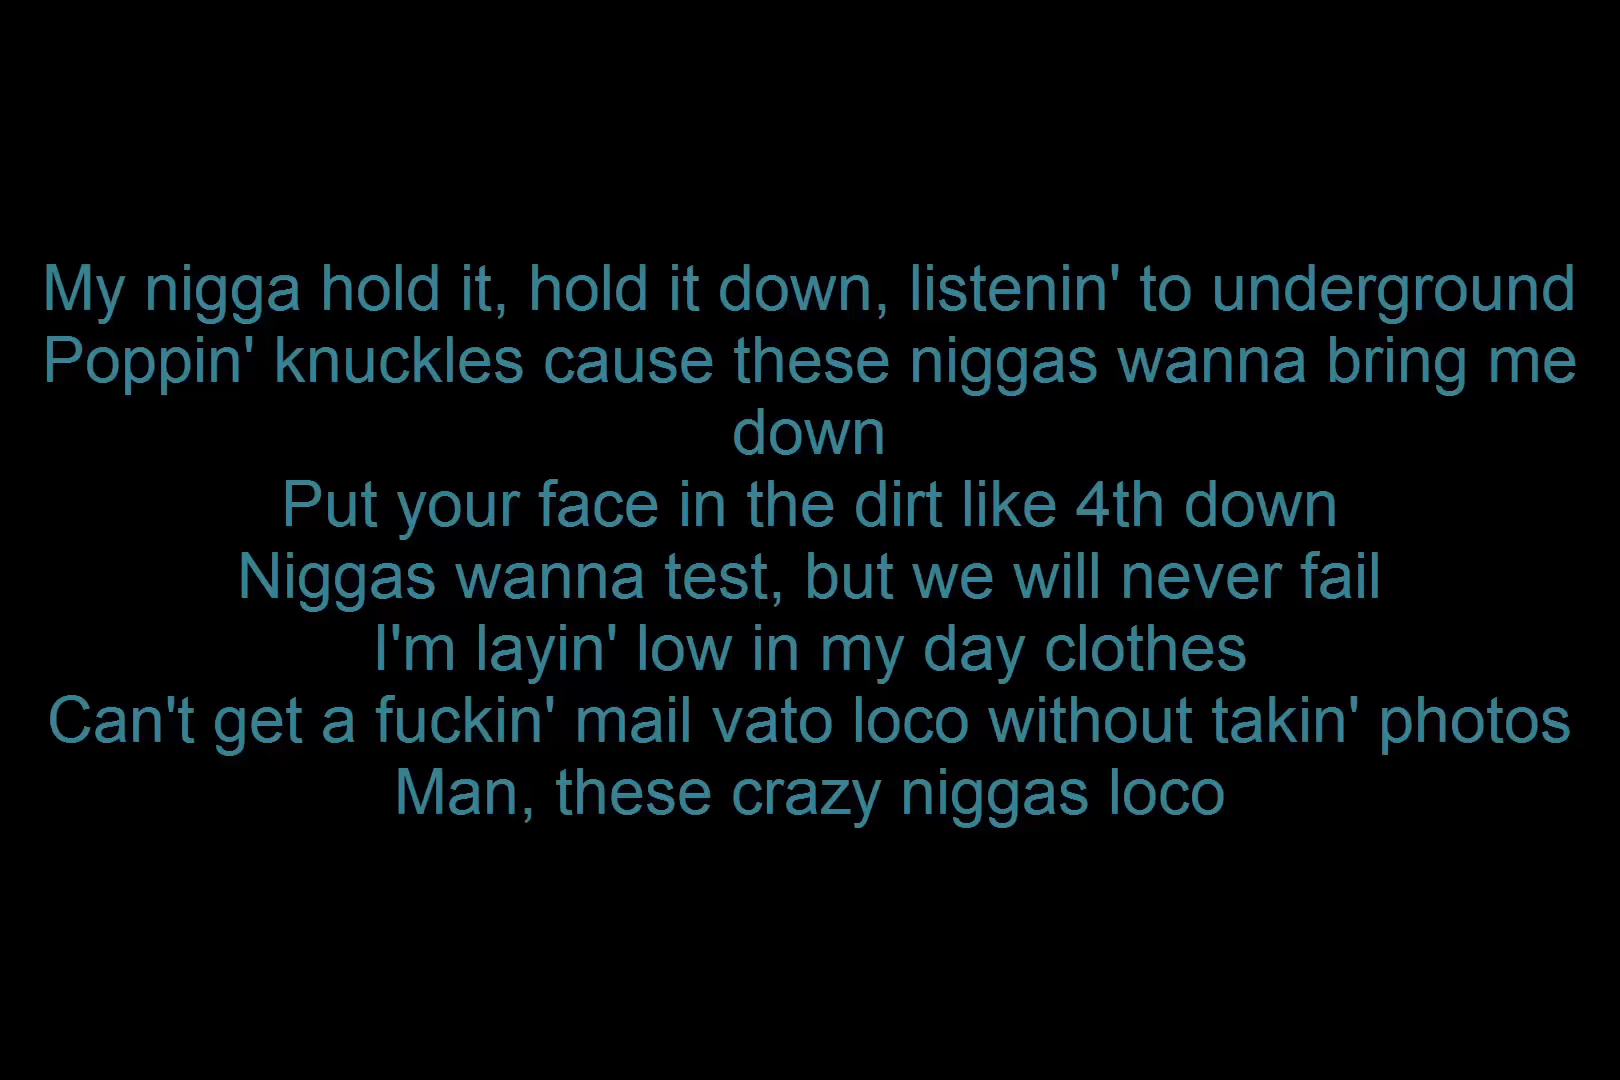 My nigga hold it, hold it down, listenin' to underground
Poppin' knuckles cause these niggas wanna bring me
down
Put your face in the dirt like 4th down
Niggas wanna test, but we will never fail
I'm layin' low in my day clothes
Can't get a fuckin' mail vato loco without takin' photos
Man, these crazy niggas loco